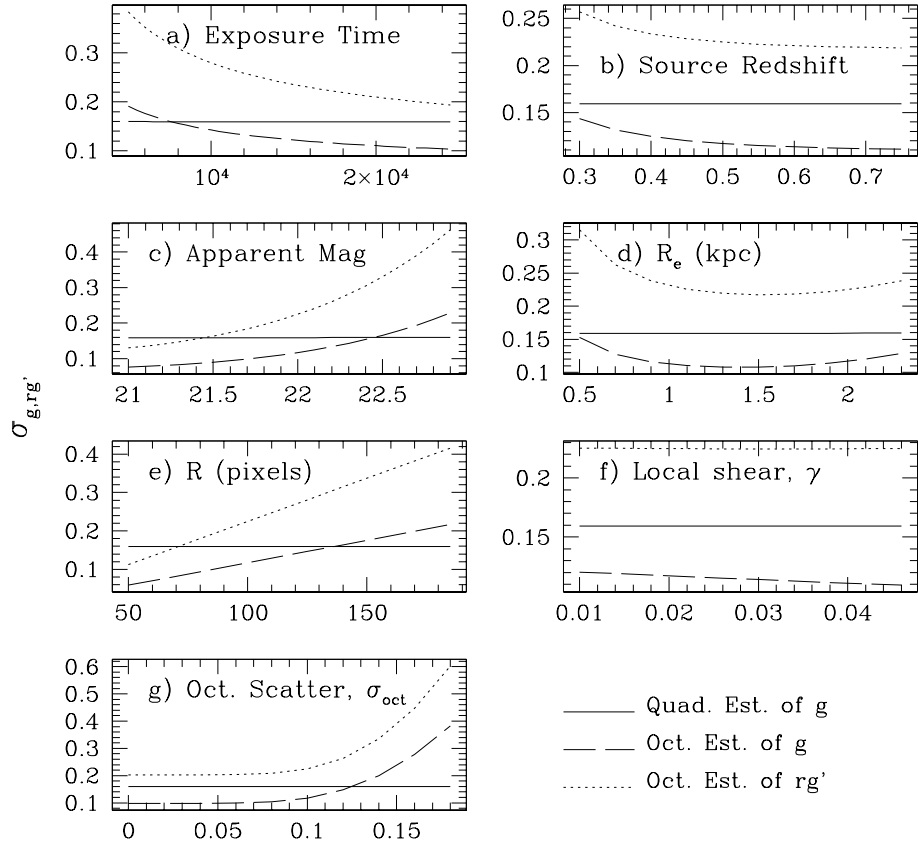 a) Exposure Time
0.3
0.2
0.1
10⁴
2×10⁴
b) Source Redshift
0.25
0.2
0.15
0.3 0.4 0.5 0.6 0.7
c) Apparent Mag
0.4
0.3
0.2
0.1
21 21.5 22 22.5
d) Rₑ (kpc)
0.3
0.25
0.2
0.15
0.1
0.5 1 1.5 2
σg,rg'
e) R (pixels)
0.4
0.3
0.2
0.1
50 100 150
f) Local shear, γ
0.2
0.15
0.01 0.02 0.03 0.04
g) Oct. Scatter, σoct
0.6
0.5
0.4
0.3
0.2
0.1
0 0.05 0.1 0.15
Quad. Est. of g
Oct. Est. of g
Oct. Est. of rg'